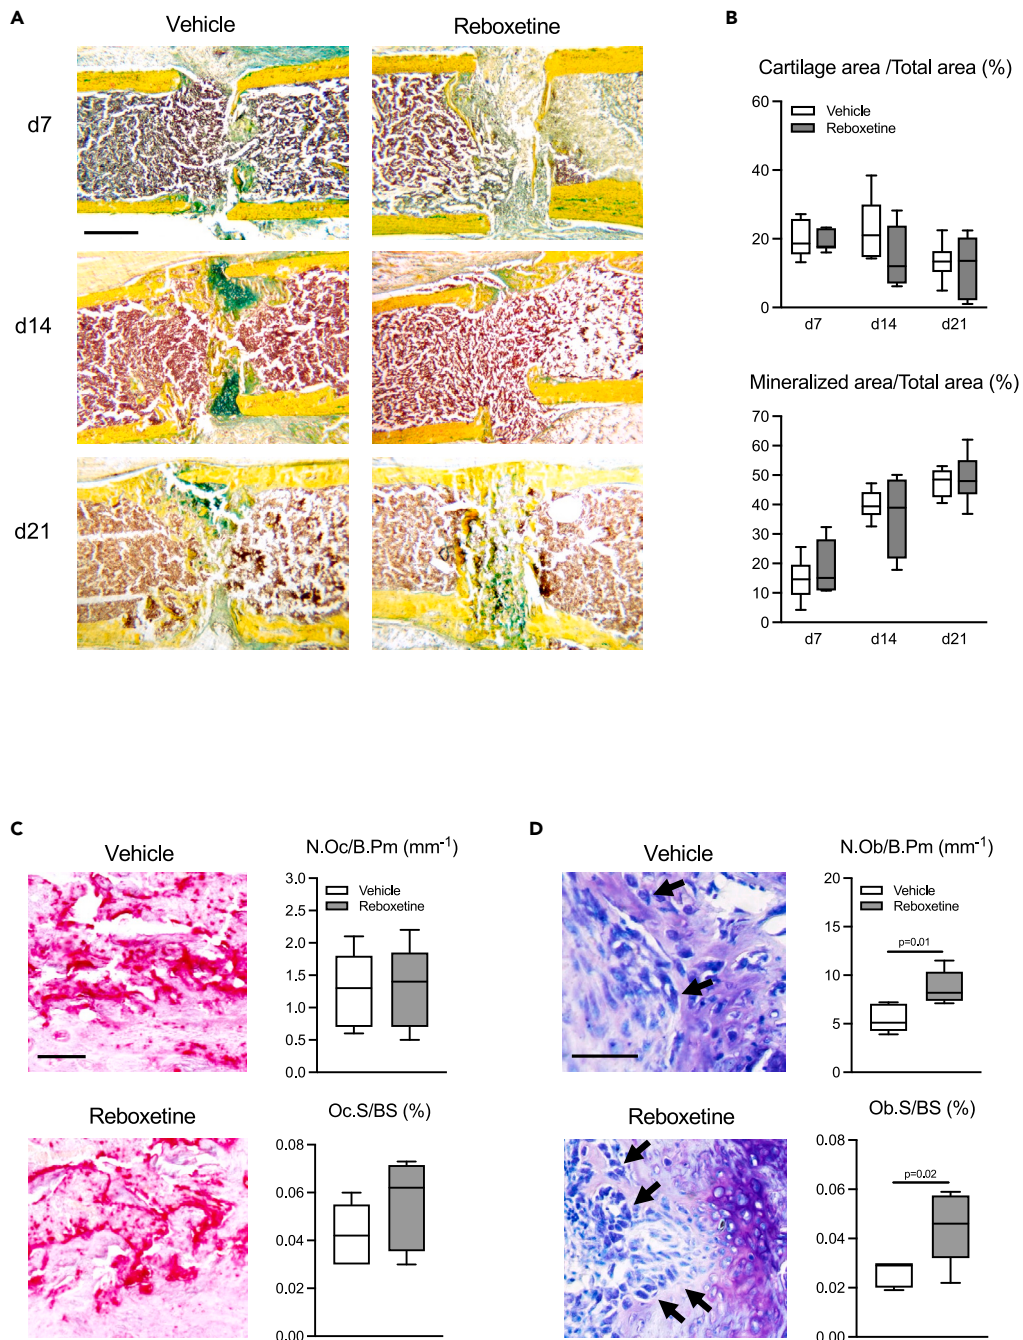 A
Vehicle
Reboxetine
d7
d14
d21
B
Cartilage area /Total area (%)
60
40
20
0
Vehicle
Reboxetine
d7
d14
d21
Mineralized area/Total area (%)
70
60
50
40
30
20
10
0
d7
d14
d21
C
Vehicle
N.Oc/B.Pm (mm-1)
3.0
2.5
2.0
1.5
1.0
0.5
0.0
Vehicle
Reboxetine
Reboxetine
Oc.S/BS (%)
0.08
0.06
0.04
0.02
0.00
D
Vehicle
N.Ob/B.Pm (mm-1)
20
15
10
5
0
Vehicle
Reboxetine
p=0.01
Reboxetine
Ob.S/BS (%)
0.08
0.06
0.04
0.02
0.00
p=0.02